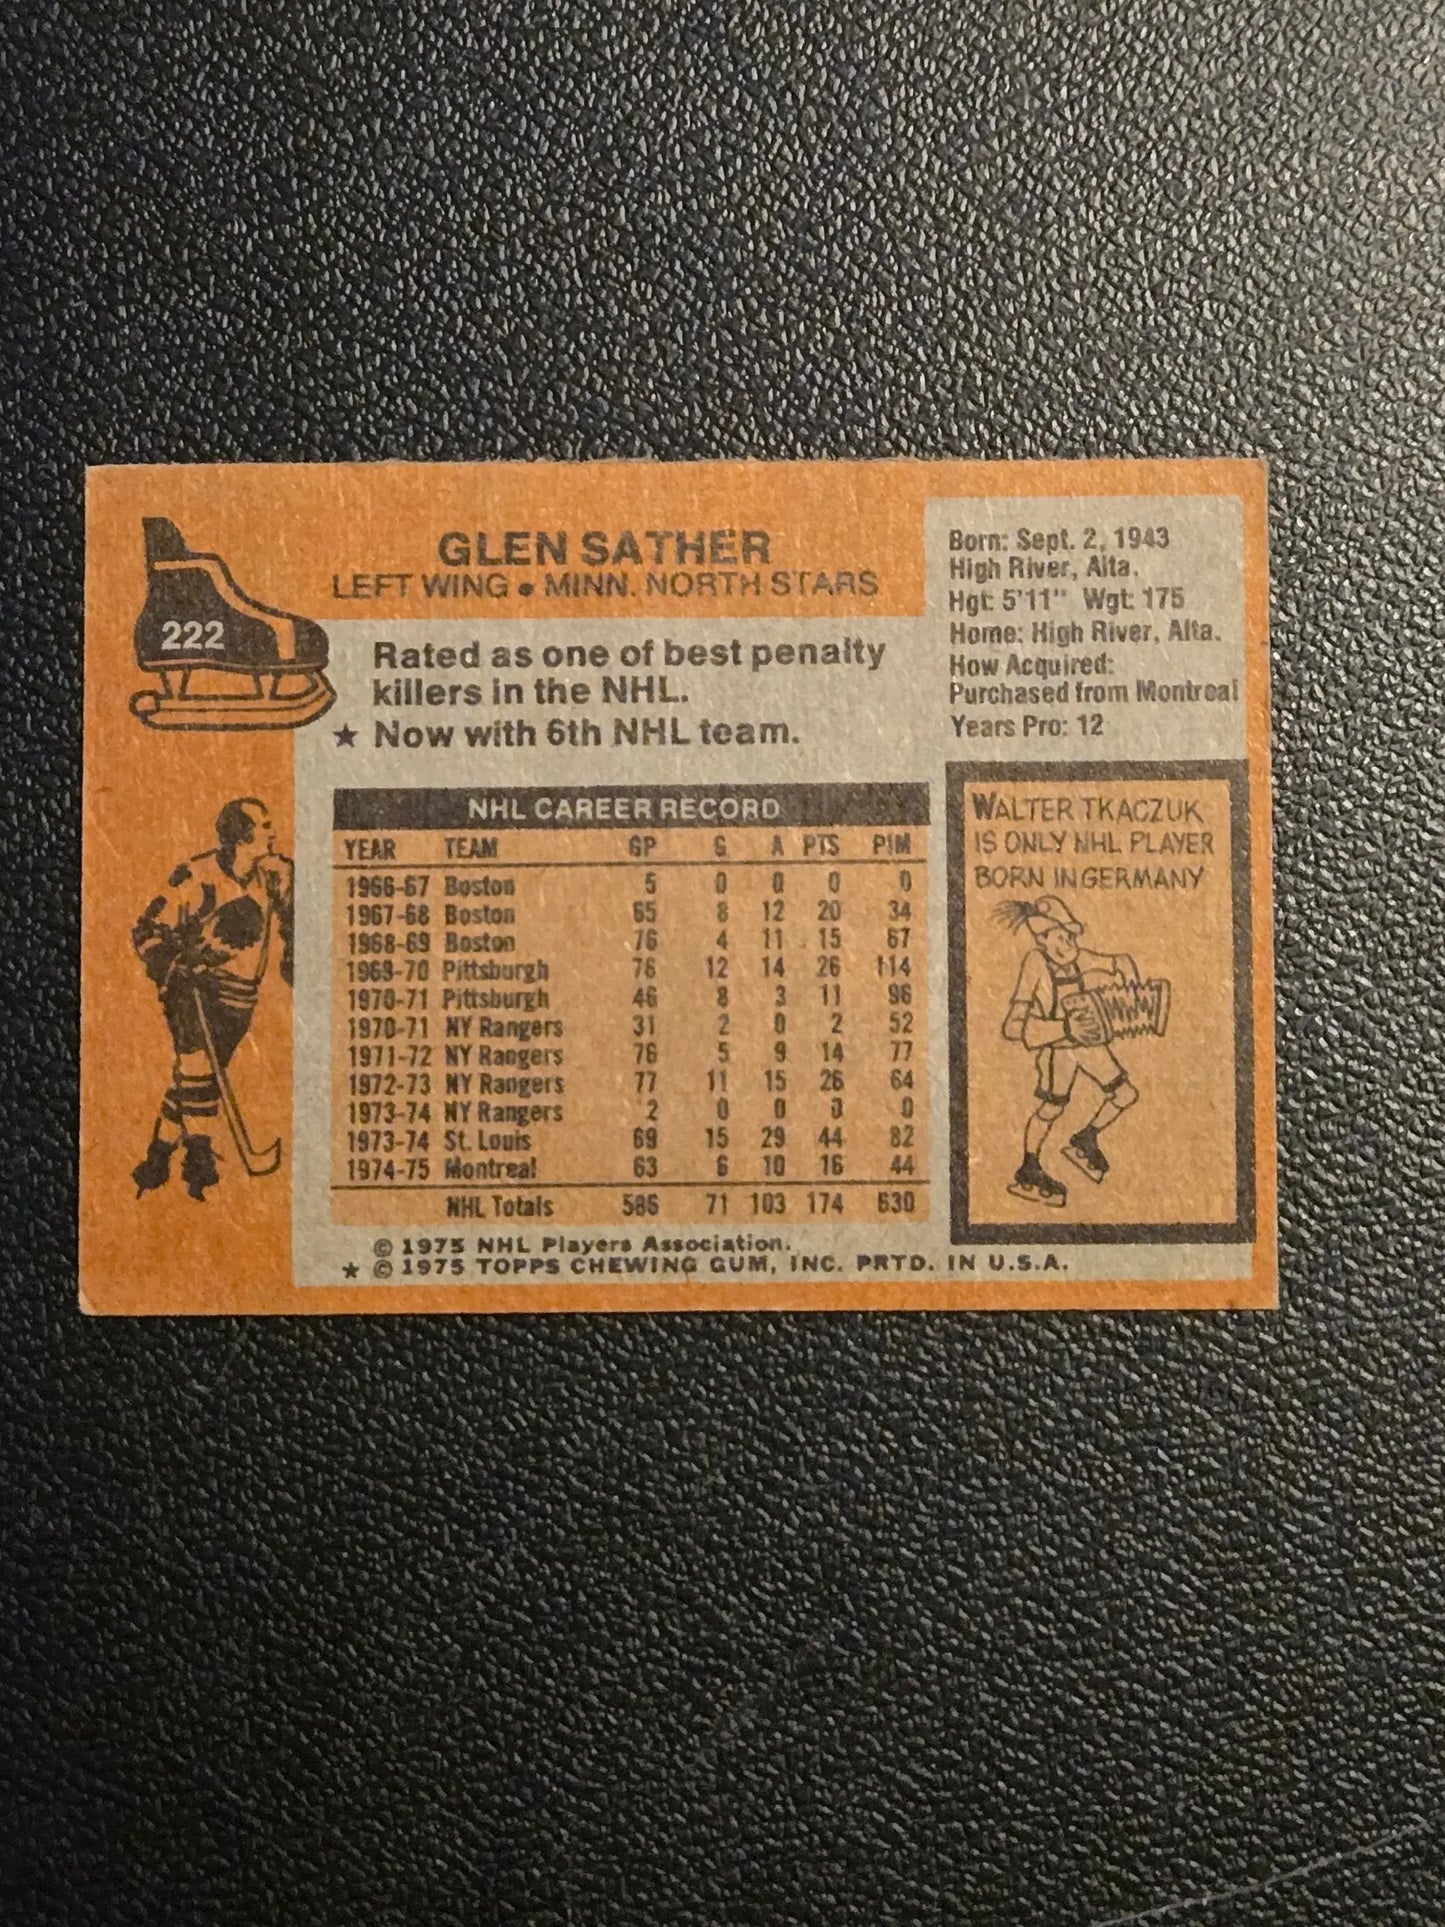 222
GLEN SATHER
LEFT WING • MINN. NORTH STARS
Rated as one of best penalty
killers in the NHL.
★ Now with 6th NHL team.
Born: Sept. 2, 1943
High River, Alta.
Hgt: 5'11" Wgt: 175
Home: High River, Alta.
How Acquired:
Purchased from Montreal
Years Pro: 12
NHL CAREER RECORD
YEAR TEAM GP G A PTS PIM
1966-67 Boston 5 0 0 0 0
1967-68 Boston 65 8 12 20 34
1968-69 Boston 76 4 11 15 67
1969-70 Pittsburgh 76 12 14 26 114
1970-71 Pittsburgh 46 8 3 11 96
1970-71 NY Rangers 31 2 0 2 52
1971-72 NY Rangers 76 5 9 14 77
1972-73 NY Rangers 77 11 15 26 64
1973-74 NY Rangers 2 0 0 0 0
1973-74 St. Louis 69 15 29 44 82
1974-75 Montreal 63 6 10 16 44
NHL Totals 586 71 103 174 630
WALTER TKACZUK
IS ONLY NHL PLAYER
BORN IN GERMANY
© 1975 NHL Players Association.
★ © 1975 TOPPS CHEWING GUM, INC. PRTD. IN U.S.A.